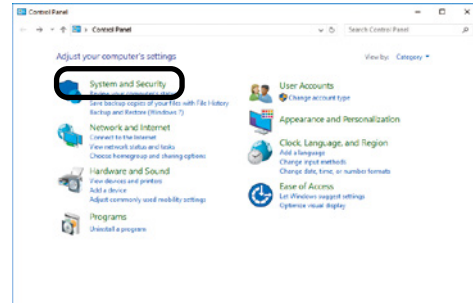 Control Panel
Control Panel
Search Control Panel
Adjust your computer's settings
View by: Category
System and Security
Review your computer's status
Save backup copies of your files with File History
Backup and Restore (Windows 7)
Network and Internet
Connect to the Internet
View network status and tasks
Choose homegroup and sharing options
Hardware and Sound
View devices and printers
Add a device
Adjust commonly used mobility settings
Programs
Uninstall a program
User Accounts
Change account type
Appearance and Personalization
Clock, Language, and Region
Add a language
Change input methods
Change date, time, or number formats
Ease of Access
Let Windows suggest settings
Optimize visual display